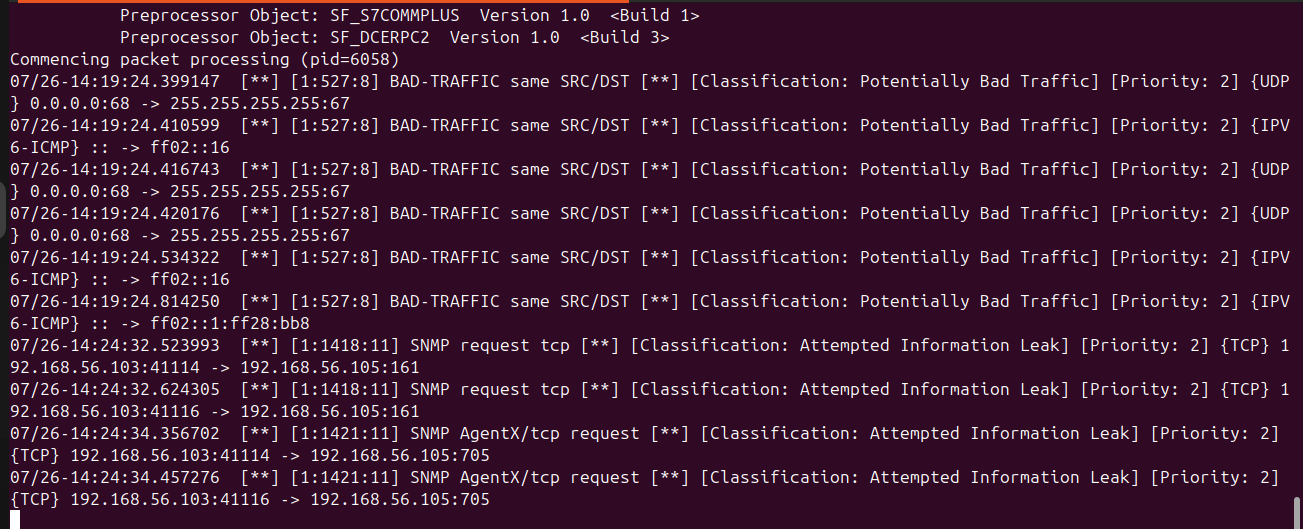 Preprocessor Object: SF_S7COMMPLUS  Version 1.0  <Build 1>
Preprocessor Object: SF_DCERPC2  Version 1.0  <Build 3>
Commencing packet processing (pid=6058)
07/26-14:19:24.399147  [**] [1:527:8] BAD-TRAFFIC same SRC/DST [**] [Classification: Potentially Bad Traffic] [Priority: 2] {UDP
} 0.0.0.0:68 -> 255.255.255.255:67
07/26-14:19:24.410599  [**] [1:527:8] BAD-TRAFFIC same SRC/DST [**] [Classification: Potentially Bad Traffic] [Priority: 2] {IPV
6-ICMP} :: -> ff02::16
07/26-14:19:24.416743  [**] [1:527:8] BAD-TRAFFIC same SRC/DST [**] [Classification: Potentially Bad Traffic] [Priority: 2] {UDP
} 0.0.0.0:68 -> 255.255.255.255:67
07/26-14:19:24.420176  [**] [1:527:8] BAD-TRAFFIC same SRC/DST [**] [Classification: Potentially Bad Traffic] [Priority: 2] {UDP
} 0.0.0.0:68 -> 255.255.255.255:67
07/26-14:19:24.534322  [**] [1:527:8] BAD-TRAFFIC same SRC/DST [**] [Classification: Potentially Bad Traffic] [Priority: 2] {IPV
6-ICMP} :: -> ff02::16
07/26-14:19:24.814250  [**] [1:527:8] BAD-TRAFFIC same SRC/DST [**] [Classification: Potentially Bad Traffic] [Priority: 2] {IPV
6-ICMP} :: -> ff02::1:ff28:bb8
07/26-14:24:32.523993  [**] [1:1418:11] SNMP request tcp [**] [Classification: Attempted Information Leak] [Priority: 2] {TCP} 1
92.168.56.103:41114 -> 192.168.56.105:161
07/26-14:24:32.624305  [**] [1:1418:11] SNMP request tcp [**] [Classification: Attempted Information Leak] [Priority: 2] {TCP} 1
92.168.56.103:41116 -> 192.168.56.105:161
07/26-14:24:34.356702  [**] [1:1421:11] SNMP AgentX/tcp request [**] [Classification: Attempted Information Leak] [Priority: 2]
{TCP} 192.168.56.103:41114 -> 192.168.56.105:705
07/26-14:24:34.457276  [**] [1:1421:11] SNMP AgentX/tcp request [**] [Classification: Attempted Information Leak] [Priority: 2]
{TCP} 192.168.56.103:41116 -> 192.168.56.105:705